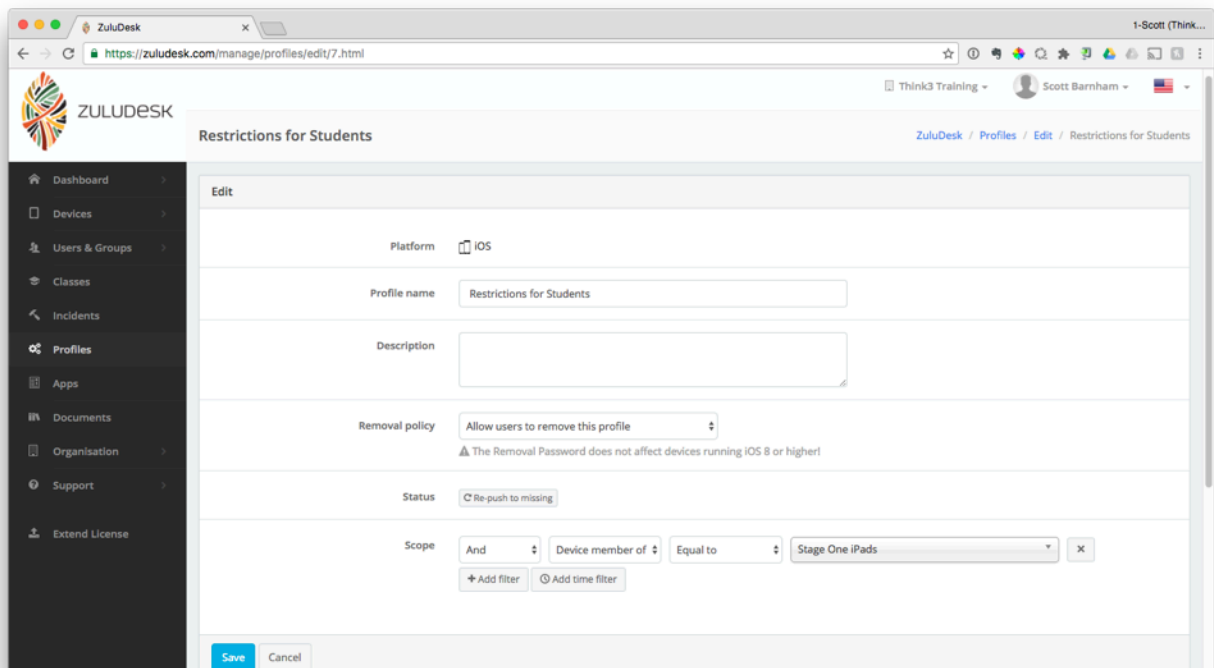 ZuluDesk
1-Scott (Think...
https://zuludesk.com/manage/profiles/edit/7.html
ZULUDesk
Think3 Training
Scott Barnham
Restrictions for Students
ZuluDesk / Profiles / Edit / Restrictions for Students
Dashboard
Devices
Users & Groups
Classes
Incidents
Profiles
Apps
Documents
Organisation
Support
Extend License
Edit
Platform iOS
Profile name Restrictions for Students
Description
Removal policy Allow users to remove this profile
The Removal Password does not affect devices running iOS 8 or higher!
Status Re-push to missing
Scope And Device member of Equal to Stage One iPads
+ Add filter Add time filter
Save Cancel